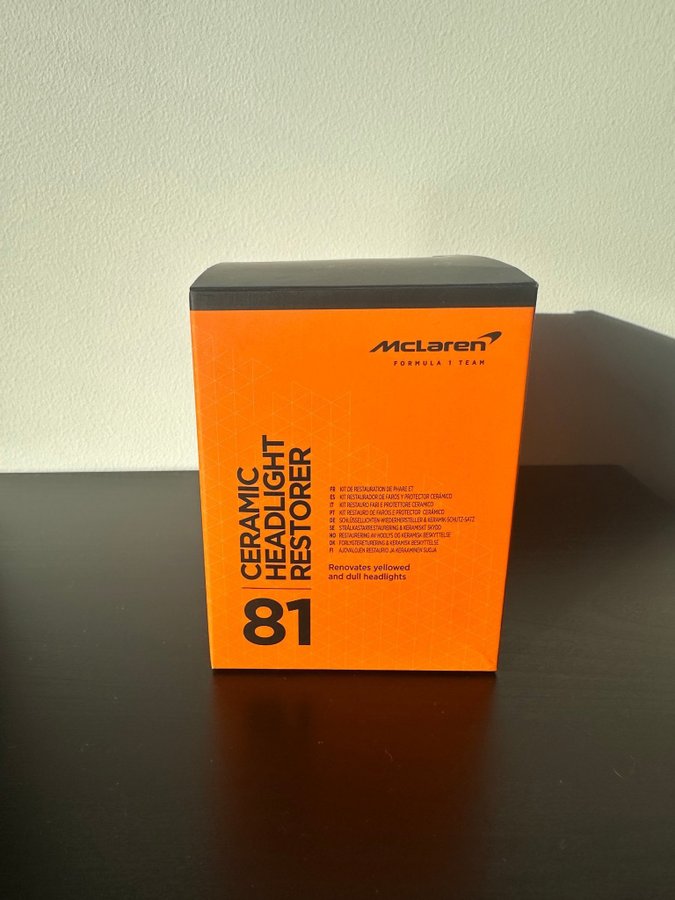 McLaren
FORMULA 1 TEAM
CERAMIC
HEADLIGHT
RESTORER
81
FR KIT DE RESTAURATION DE PHARE ET
ES KIT RESTAURADOR DE FAROS Y PROTECTOR CERÁMICO
IT KIT RESTAURO FARI E PROTETTORE CERAMICO
PT KIT RESTAURO DE FAROIS E PROTECTOR CERÁMICO
DE SCHLÜSSELLICHTEN WIEDERHERSTELLER & KERAMIK-SCHUTZ-SATZ
SE STRÅLKASTARRESTAURERING & KERAMISKT SKYDD
NO RESTAURERING AV HODLYS OG KERAMISK BESKYTTELSE
DK FORLYSTERETURERING & KERAMISK BESKYTTELSE
FI AJOVALOJEN RESTAURIO JA KERAAMINEN SUOJA
Renovates yellowed
and dull headlights